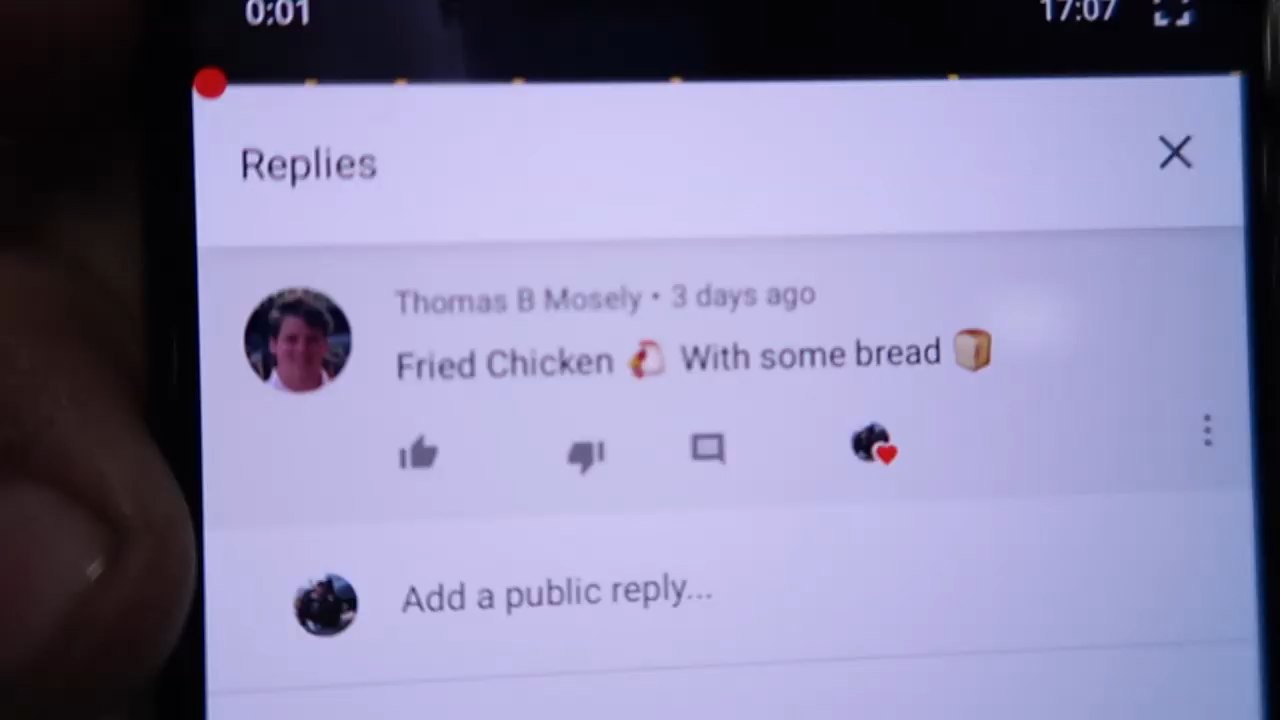 0:01 17:07
Replies
Thomas B Mosely • 3 days ago
Fried Chicken 🐔 With some bread 🍞
Add a public reply...